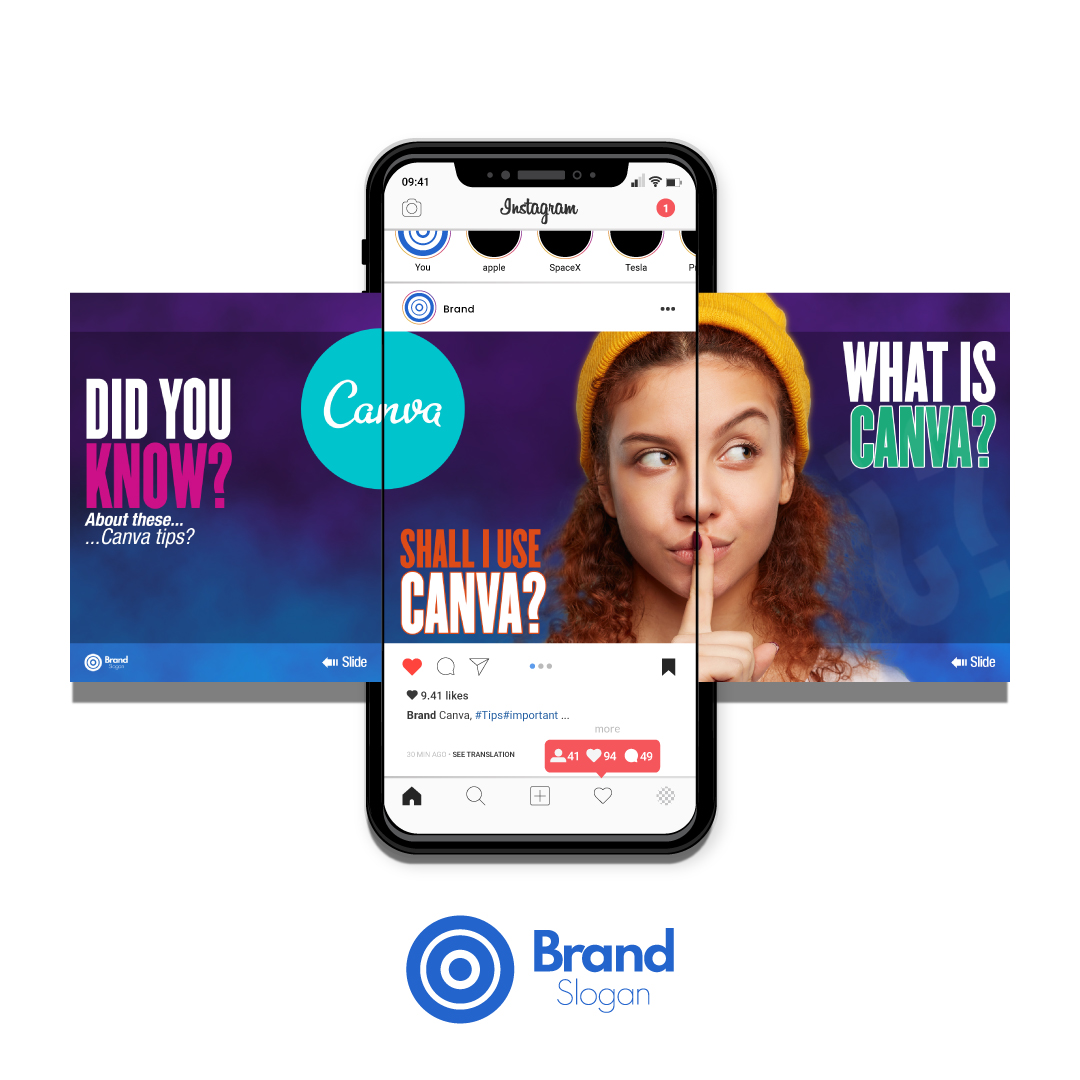 09:41
Instagram
1
You
apple
SpaceX
Tesla
Brand
DID YOU
KNOW?
About these...
...Canva tips?
Canva
SHALL I USE
CANVA?
WHAT IS
CANVA?
¿?
Brand
Slogan
Slide
Slide
9.41 likes
Brand Canva, #Tips#important ...
more
30 MIN AGO • SEE TRANSLATION
41 94 49
Brand
Slogan